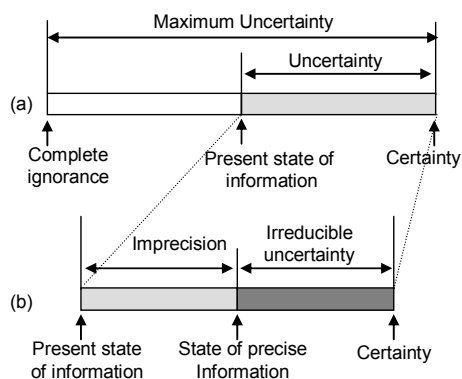 Maximum Uncertainty
Uncertainty
(a)
Complete
ignorance
Present state of
information
Certainty
Imprecision
Irreducible
uncertainty
(b)
Present state
of information
State of precise
Information
Certainty